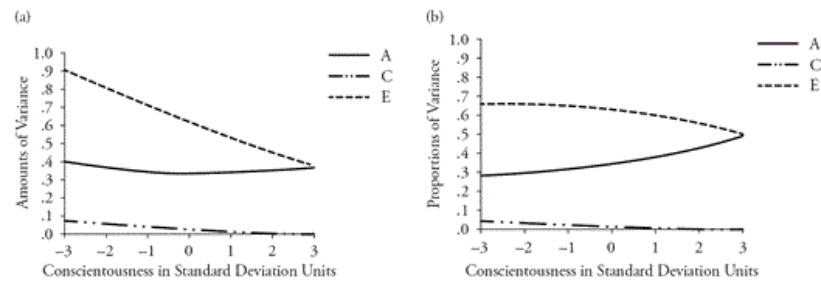 (a)
1.0
.9
.8
.7
.6
.5
.4
.3
.2
.1
.0
Amounts of Variance
−3 −2 −1 0 1 2 3
Conscientousness in Standard Deviation Units
A
C
E
(b)
1.0
.9
.8
.7
.6
.5
.4
.3
.2
.1
.0
Proportions of Variance
−3 −2 −1 0 1 2 3
Conscientousness in Standard Deviation Units
A
C
E